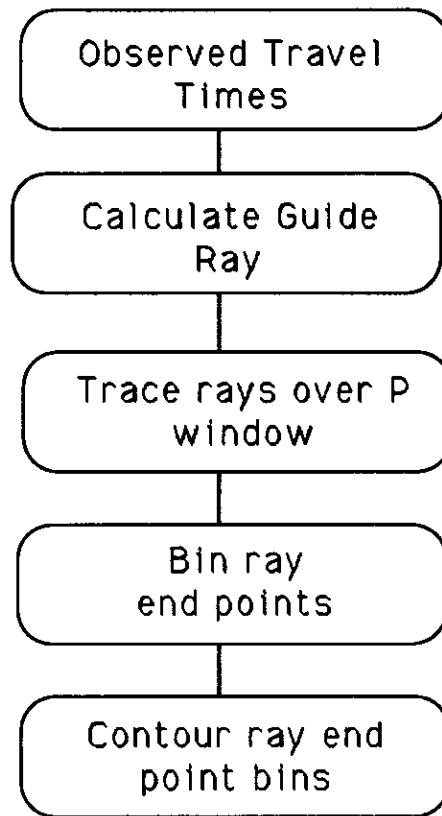 Observed Travel
Times
Calculate Guide
Ray
Trace rays over P
window
Bin ray
end points
Contour ray end
point bins